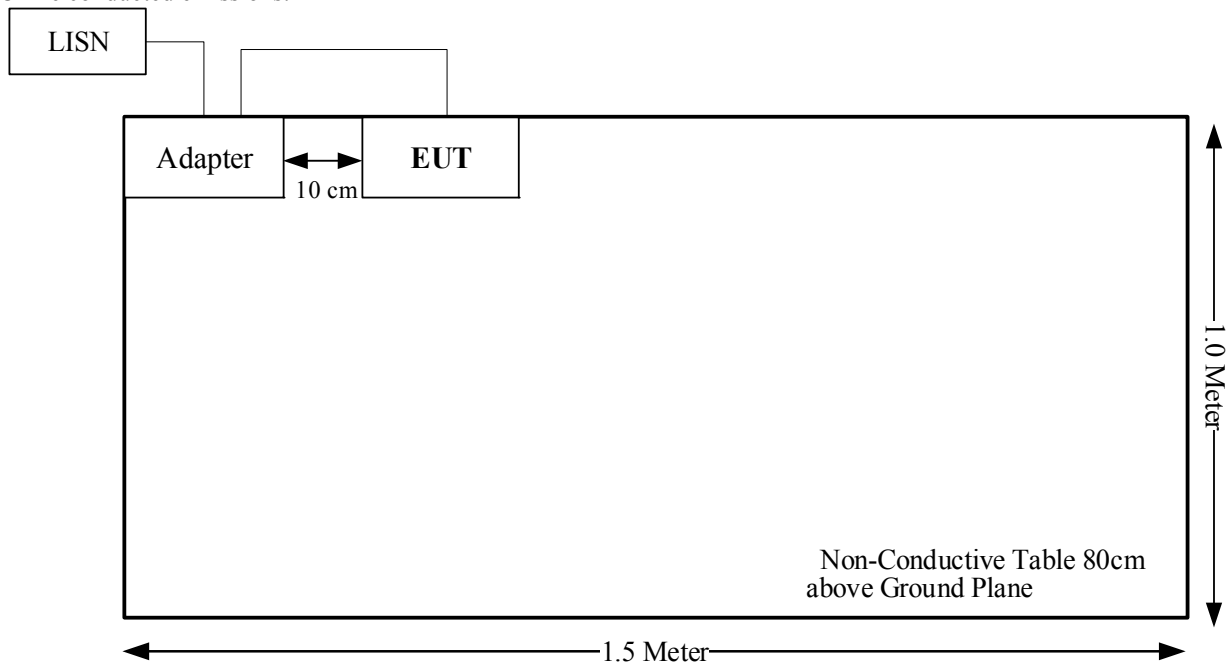 LISN
Adapter
EUT
10 cm
1.0 Meter
Non-Conductive Table 80cm
above Ground Plane
1.5 Meter